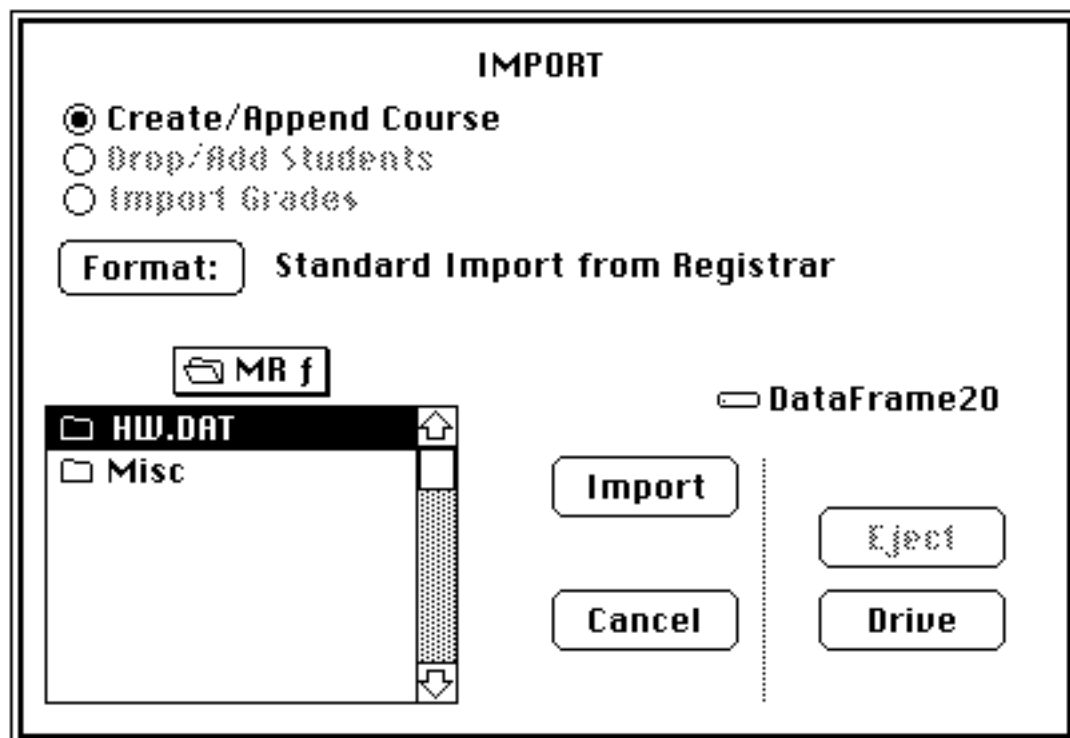 IMPORT
Create/Append Course
Drop/Add Students
Import Grades
Format: Standard Import from Registrar
MR ƒ
DataFrame20
HW.DAT
Misc
Import
Eject
Cancel
Drive